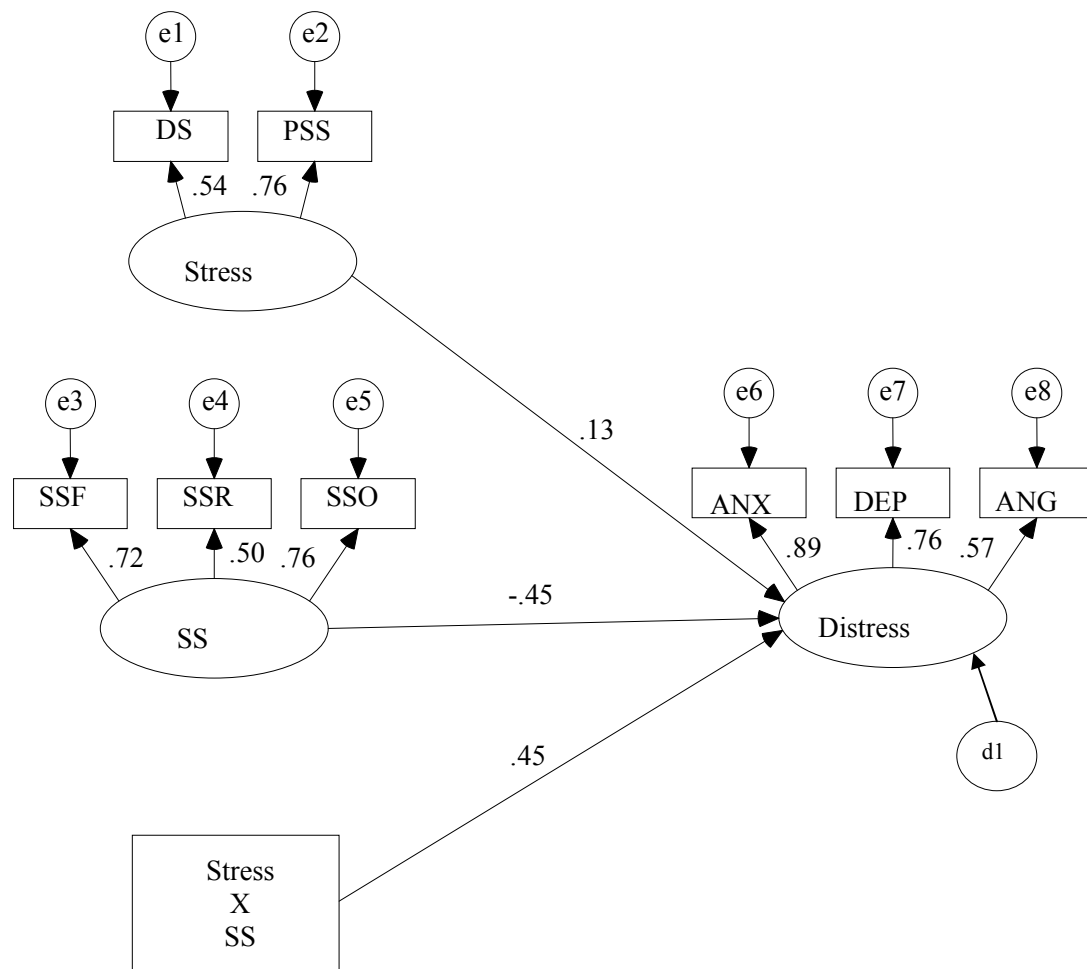 e1
e2
DS
PSS
.54
.76
Stress
e3
e4
e5
SSF
SSR
SSO
.72
.50
.76
SS
.13
-.45
.45
e6
e7
e8
ANX
DEP
ANG
.89
.76
.57
Distress
d1
Stress
X
SS